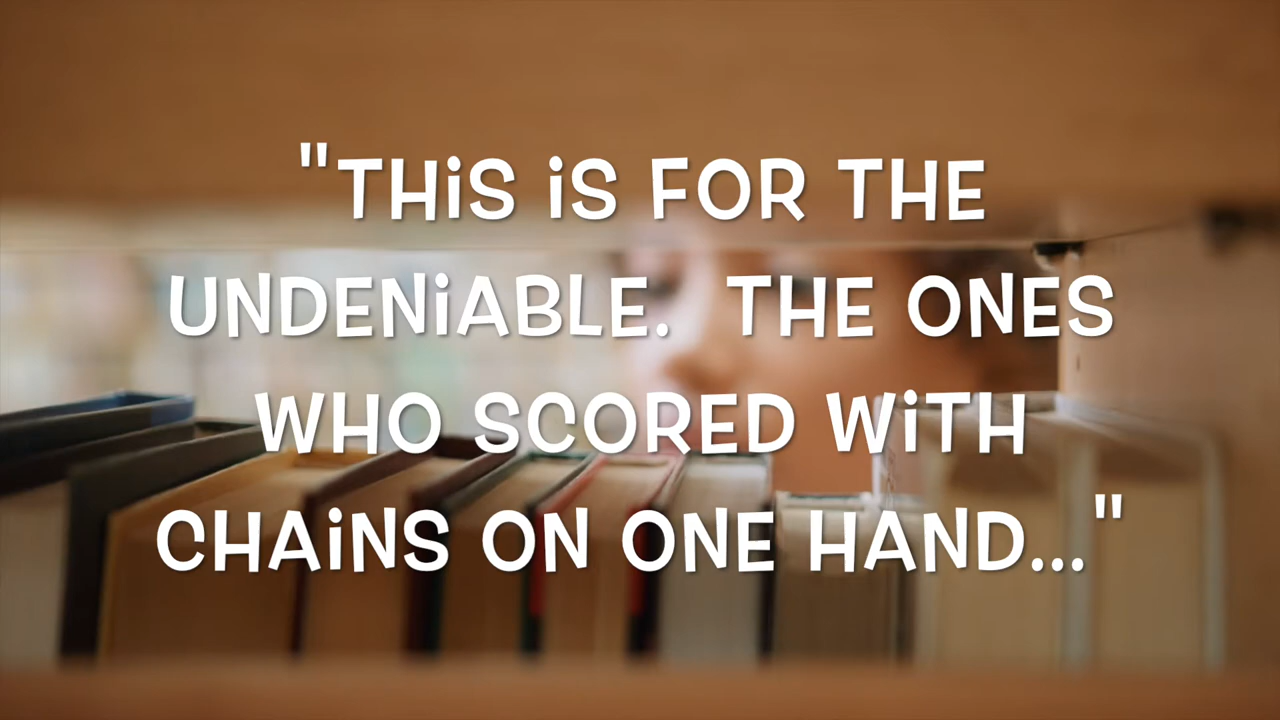 "THiS iS FOR THE
UNDENiABLE.  THE ONES
WHO SCORED WiTH
CHAiNS ON ONE HAND..."